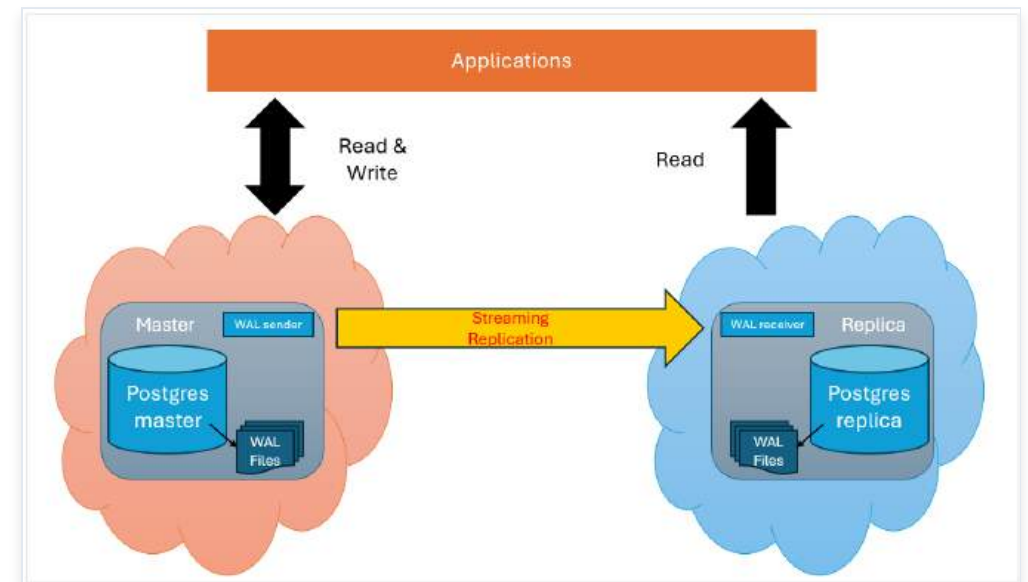 Applications
Read &
Write
Read
Streaming
Replication
Master
WAL sender
Postgres
master
WAL
Files
WAL receiver
Replica
Postgres
replica
WAL
Files